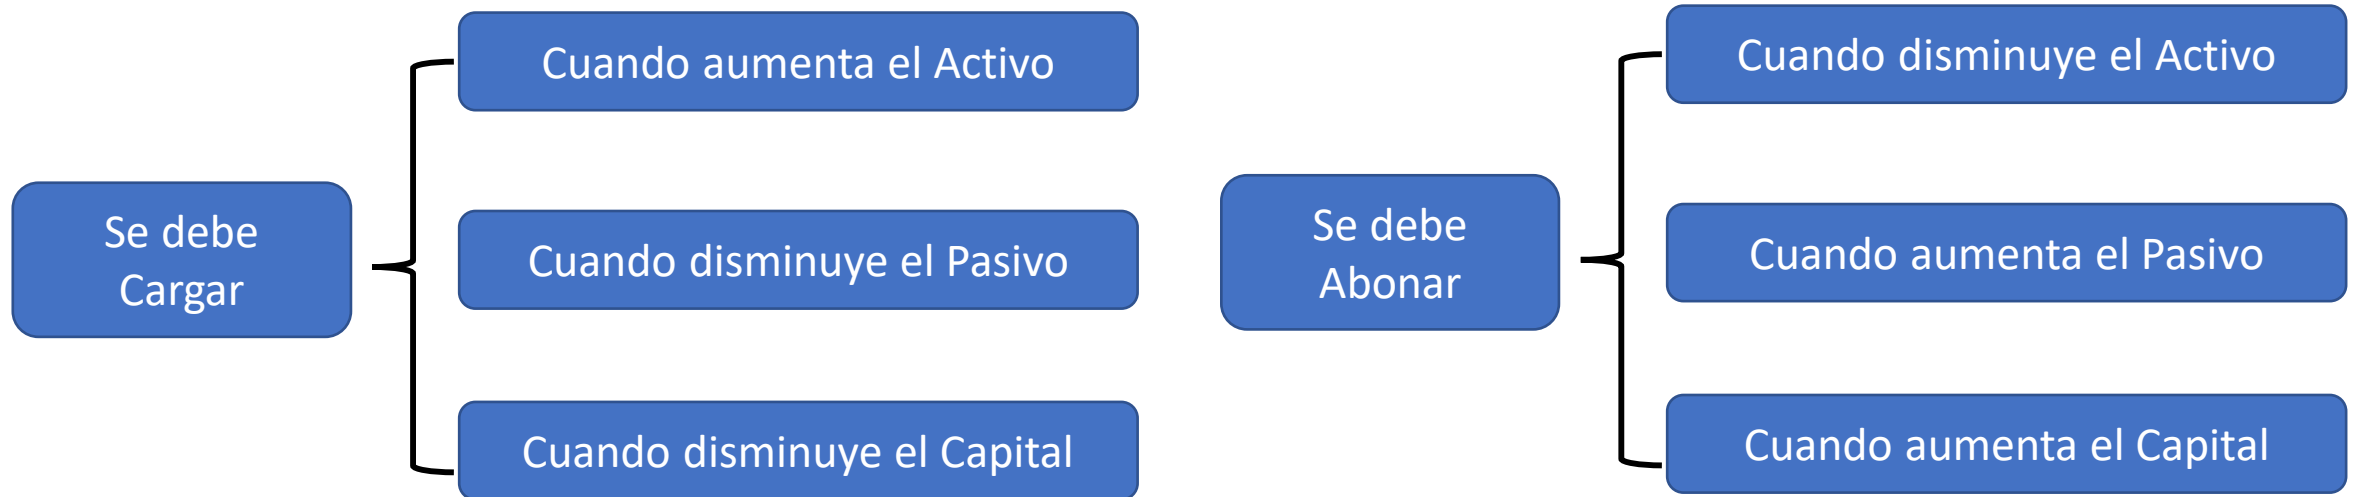 Se debe
Cargar
Cuando aumenta el Activo
Cuando disminuye el Pasivo
Cuando disminuye el Capital
Se debe
Abonar
Cuando disminuye el Activo
Cuando aumenta el Pasivo
Cuando aumenta el Capital